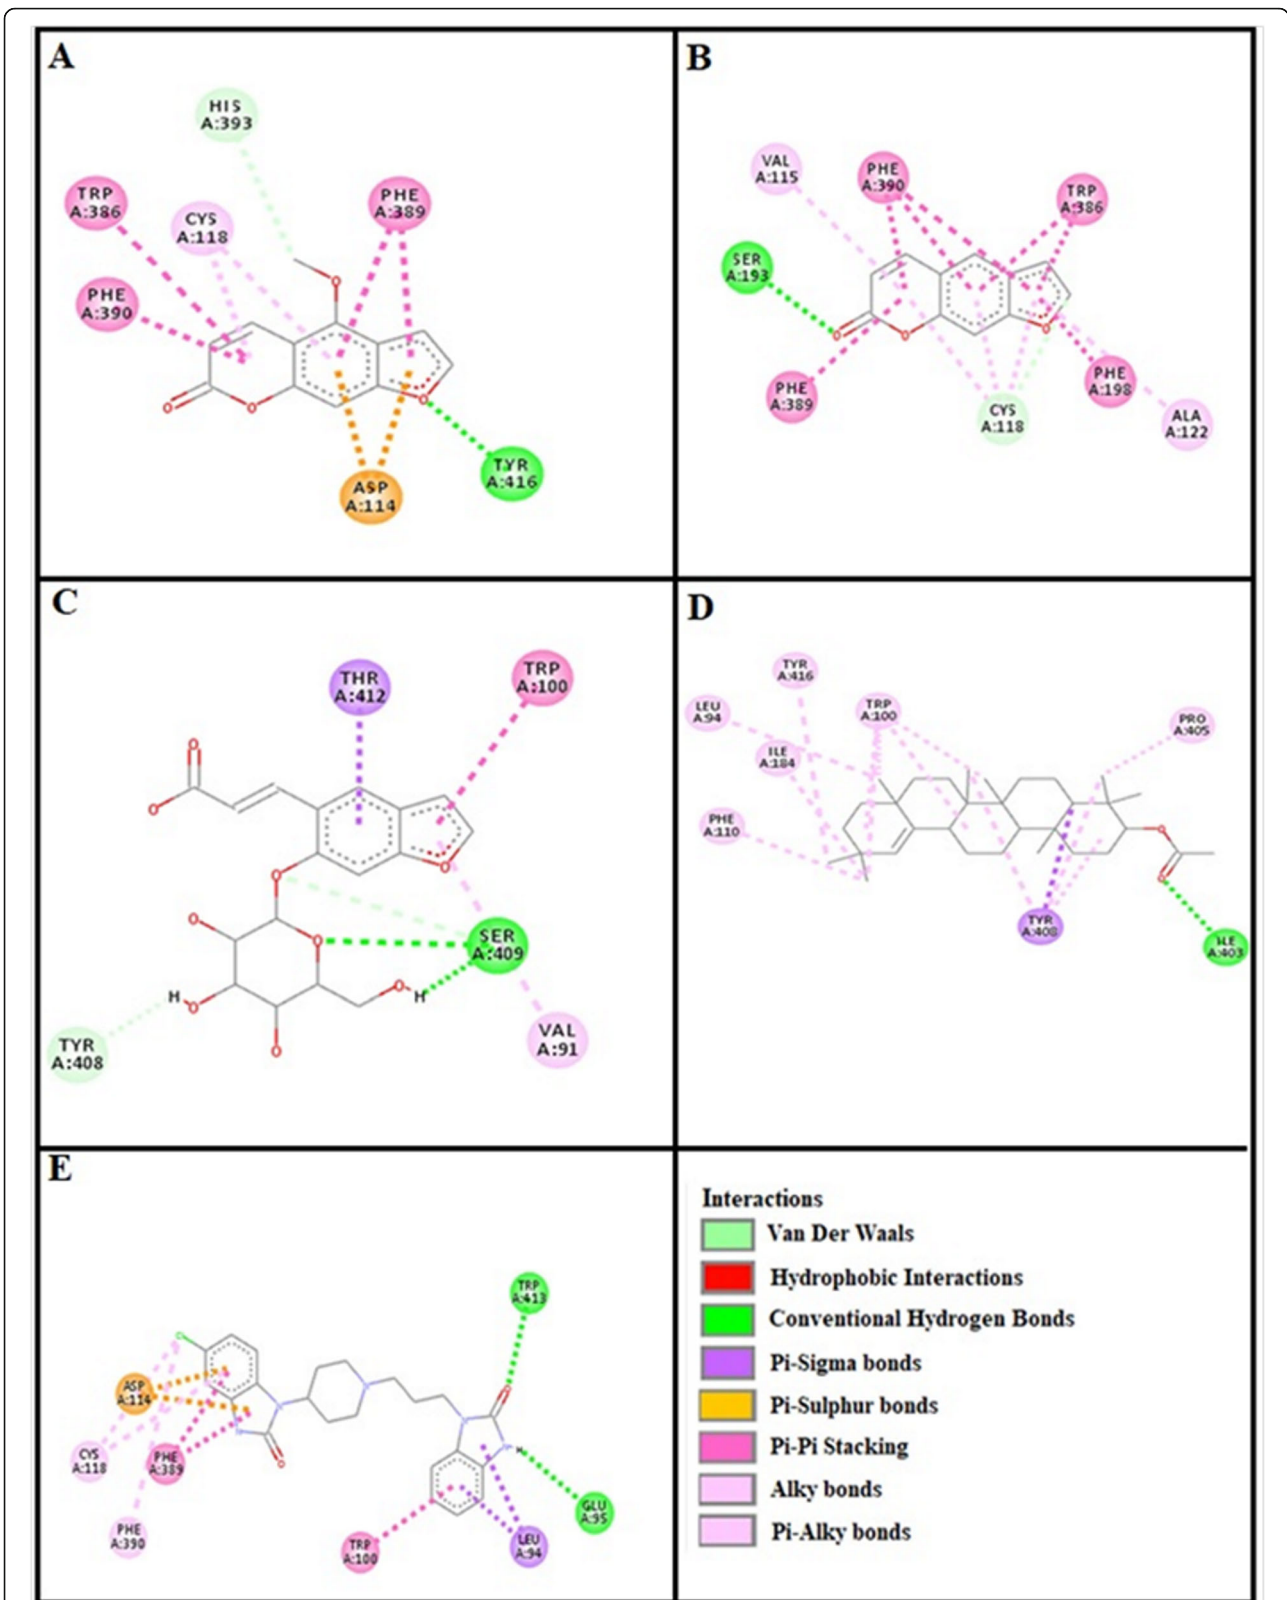 A
HIS
A:393
TRP
A:386
CYS
A:118
PHE
A:389
PHE
A:390
O
O
O
O
ASP
A:114
TYR
A:416
B
VAL
A:115
PHE
A:390
TRP
A:386
SER
A:193
O
O
O
PHE
A:389
CYS
A:118
PHE
A:198
ALA
A:122
C
THR
A:412
TRP
A:100
O
O
O
O
O
O
SER
A:409
H
O
O
H
O
TYR
A:408
VAL
A:91
D
TYR
A:416
LEU
A:94
TRP
A:100
PRO
A:405
ILE
A:184
PHE
A:110
O
O
TYR
A:408
ILE
A:403
E
TRP
A:413
ASP
A:114
CYS
A:118
PHE
A:389
PHE
A:390
N
N
O
N
N
O
N
H
GLU
A:95
TRP
A:100
LEU
A:94
Interactions
Van Der Waals
Hydrophobic Interactions
Conventional Hydrogen Bonds
Pi-Sigma bonds
Pi-Sulphur bonds
Pi-Pi Stacking
Alky bonds
Pi-Alky bonds